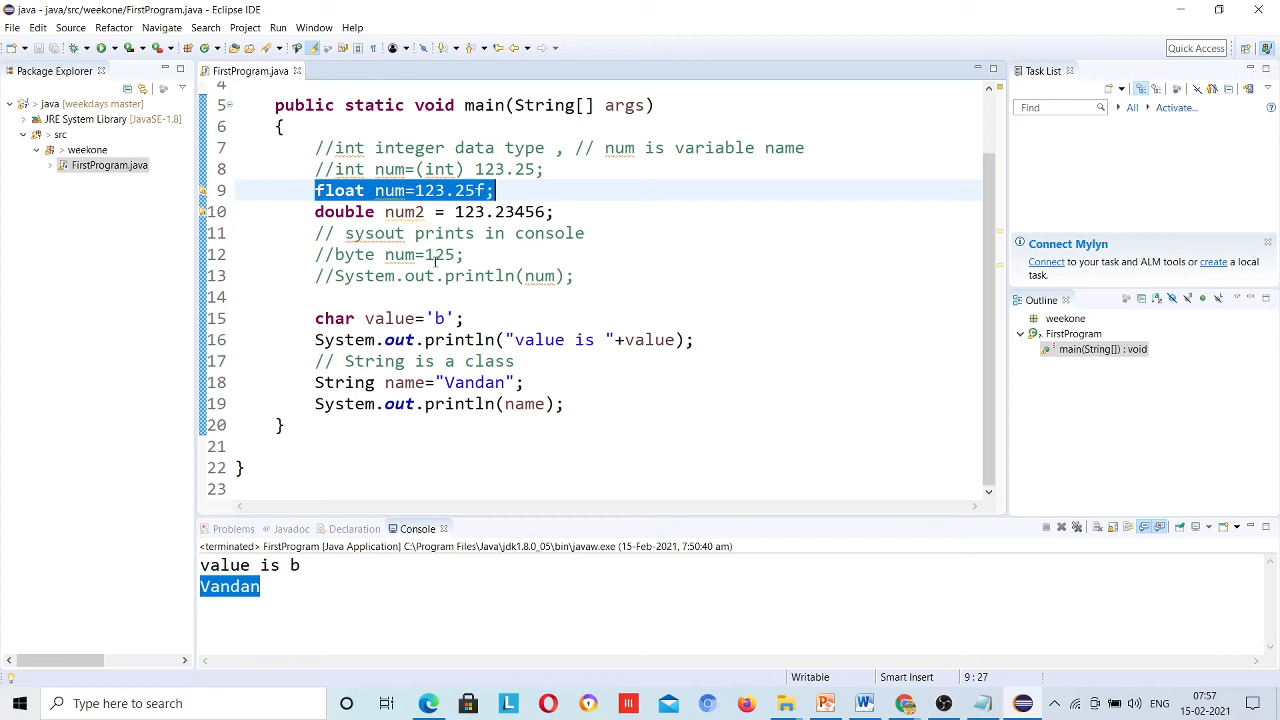 java - java/src/weekone/FirstProgram.java - Eclipse IDE
File Edit Source Refactor Navigate Search Project Run Window Help
Quick Access
Package Explorer
java [weekdays master]
JRE System Library [JavaSE-1.8]
src
weekone
FirstProgram.java
FirstProgram.java
4
5 public static void main(String[] args)
6 {
7 //int integer data type , // num is variable name
8 //int num=(int) 123.25;
9 float num=123.25f;
10 double num2 = 123.23456;
11 // sysout prints in console
12 //byte num=125;
13 //System.out.println(num);
14
15 char value='b';
16 System.out.println("value is "+value);
17 // String is a class
18 String name="Vandan";
19 System.out.println(name);
20 }
21
22 }
23
Task List
Find All Activate...
Connect Mylyn
Connect to your task and ALM tools or create a local
task.
Outline
weekone
FirstProgram
main(String[]) : void
Problems Javadoc Declaration Console
<terminated> FirstProgram [Java Application] C:\Program Files\Java\jdk1.8.0_05\bin\javaw.exe (15-Feb-2021, 7:50:40 am)
value is b
Vandan
Writable Smart Insert 9 : 27
Type here to search
07:57
15-02-2021